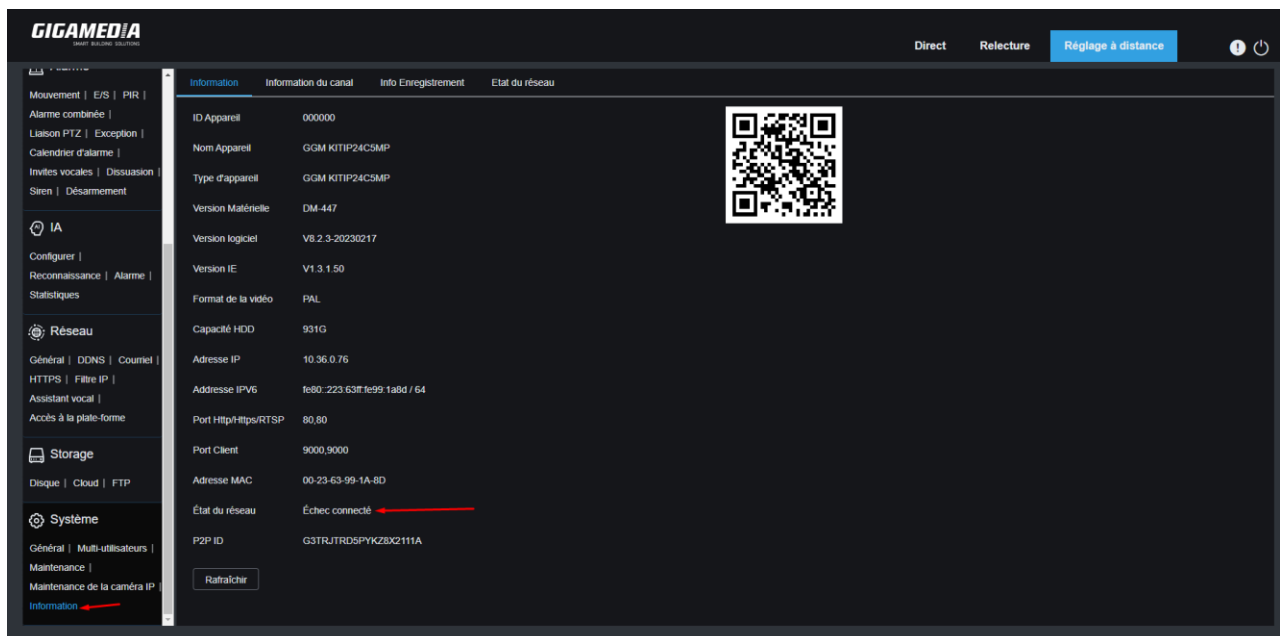 GIGAMEDIA
SMART BUILDING SOLUTIONS
Direct Relecture Réglage à distance
Alarme
Mouvement | E/S | PIR |
Alarme combinée |
Liaison PTZ | Exception |
Calendrier d'alarme |
Invites vocales | Dissuasion |
Siren | Désarmement
IA
Configurer |
Reconnaissance | Alarme |
Statistiques
Réseau
Général | DDNS | Courriel |
HTTPS | Filtre IP |
Assistant vocal |
Accès à la plate-forme
Storage
Disque | Cloud | FTP
Système
Général | Multi-utilisateurs |
Maintenance |
Maintenance de la caméra IP |
Information
Information Information du canal Info Enregistrement Etat du réseau
ID Appareil 000000
Nom Appareil GGM KITIP24C5MP
Type d'appareil GGM KITIP24C5MP
Version Matérielle DM-447
Version logiciel V8.2.3-20230217
Version IE V1.3.1.50
Format de la vidéo PAL
Capacité HDD 931G
Adresse IP 10.36.0.76
Addresse IPV6 fe80::223:63ff:fe99:1a8d / 64
Port Http/Https/RTSP 80,80
Port Client 9000,9000
Adresse MAC 00-23-63-99-1A-8D
État du réseau Échec connecté
P2P ID G3TRJTRD5PYKZ8X2111A
Rafraîchir